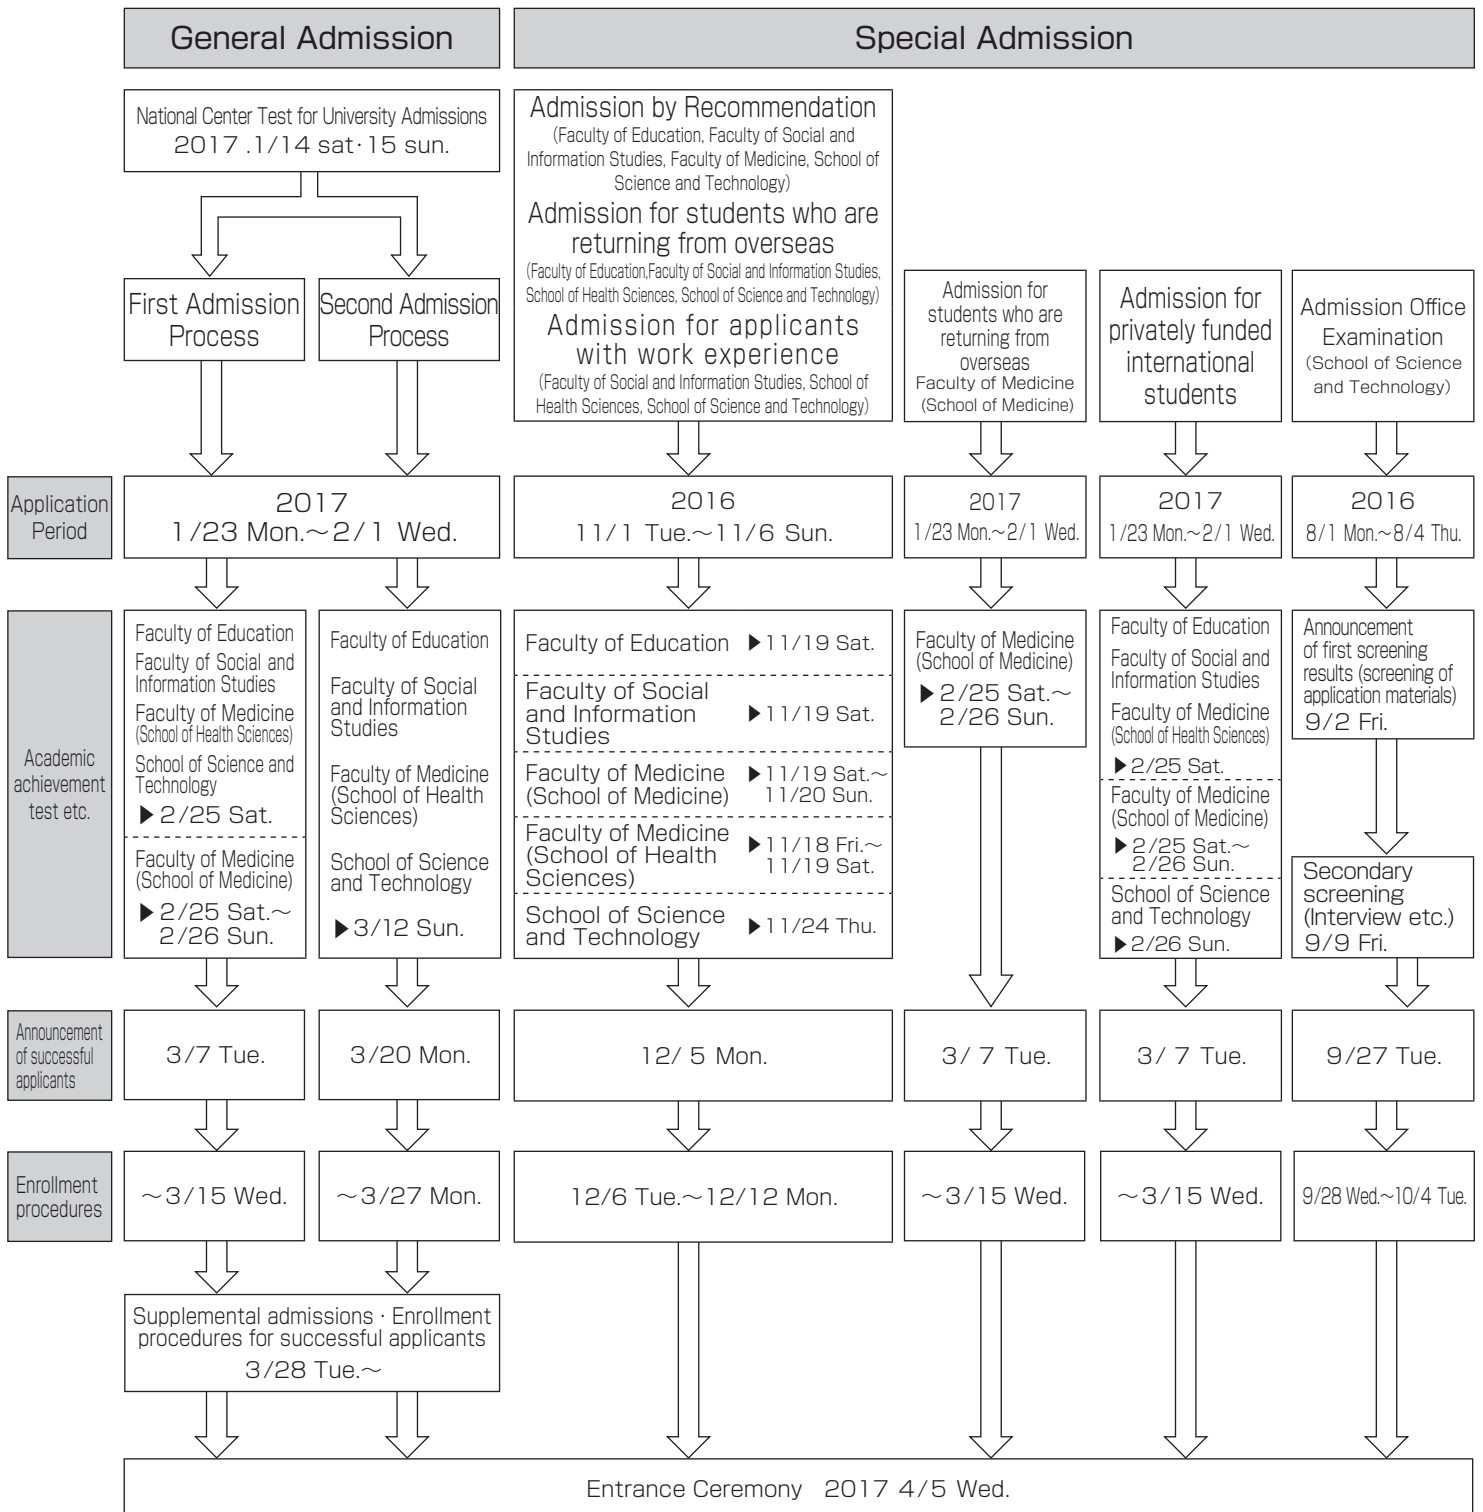 General Admission
Special Admission
National Center Test for University Admissions
2017 .1/14 sat·15 sun.
First Admission
Process
Second Admission
Process
Admission by Recommendation
(Faculty of Education, Faculty of Social and
Information Studies, Faculty of Medicine, School of
Science and Technology)
Admission for students who are
returning from overseas
(Faculty of Education,Faculty of Social and Information Studies,
School of Health Sciences, School of Science and Technology)
Admission for applicants
with work experience
(Faculty of Social and Information Studies, School of
Health Sciences, School of Science and Technology)
Admission for
students who are
returning from
overseas
Faculty of Medicine
(School of Medicine)
Admission for
privately funded
international
students
Admission Office
Examination
(School of Science
and Technology)
Application
Period
2017
1/23 Mon.~2/1 Wed.
2016
11/1 Tue.~11/6 Sun.
2017
1/23 Mon.~2/1 Wed.
2017
1/23 Mon.~2/1 Wed.
2016
8/1 Mon.~8/4 Thu.
Academic
achievement
test etc.
Faculty of Education
Faculty of Social and
Information Studies
Faculty of Medicine
(School of Health Sciences)
School of Science and
Technology
▶2/25 Sat.
Faculty of Medicine
(School of Medicine)
▶2/25 Sat.~
2/26 Sun.
Faculty of Education
Faculty of Social
and Information
Studies
Faculty of Medicine
(School of Health
Sciences)
School of Science
and Technology
▶3/12 Sun.
Faculty of Education ▶11/19 Sat.
Faculty of Social
and Information
Studies
▶11/19 Sat.
Faculty of Medicine
(School of Medicine)
▶11/19 Sat.~
11/20 Sun.
Faculty of Medicine
(School of Health
Sciences)
▶11/18 Fri.~
11/19 Sat.
School of Science
and Technology
▶11/24 Thu.
Faculty of Medicine
(School of Medicine)
▶2/25 Sat.~
2/26 Sun.
Faculty of Education
Faculty of Social and
Information Studies
Faculty of Medicine
(School of Health Sciences)
▶2/25 Sat.
Faculty of Medicine
(School of Medicine)
▶2/25 Sat.~
2/26 Sun.
School of Science
and Technology
▶2/26 Sun.
Announcement
of first screening
results (screening of
application materials)
9/2 Fri.
Secondary
screening
(Interview etc.)
9/9 Fri.
Announcement
of successful
applicants
3/7 Tue.
3/20 Mon.
12/ 5 Mon.
3/ 7 Tue.
3/ 7 Tue.
9/27 Tue.
Enrollment
procedures
~3/15 Wed.
~3/27 Mon.
12/6 Tue.~12/12 Mon.
~3/15 Wed.
~3/15 Wed.
9/28 Wed.~10/4 Tue.
Supplemental admissions · Enrollment
procedures for successful applicants
3/28 Tue.~
Entrance Ceremony 2017 4/5 Wed.